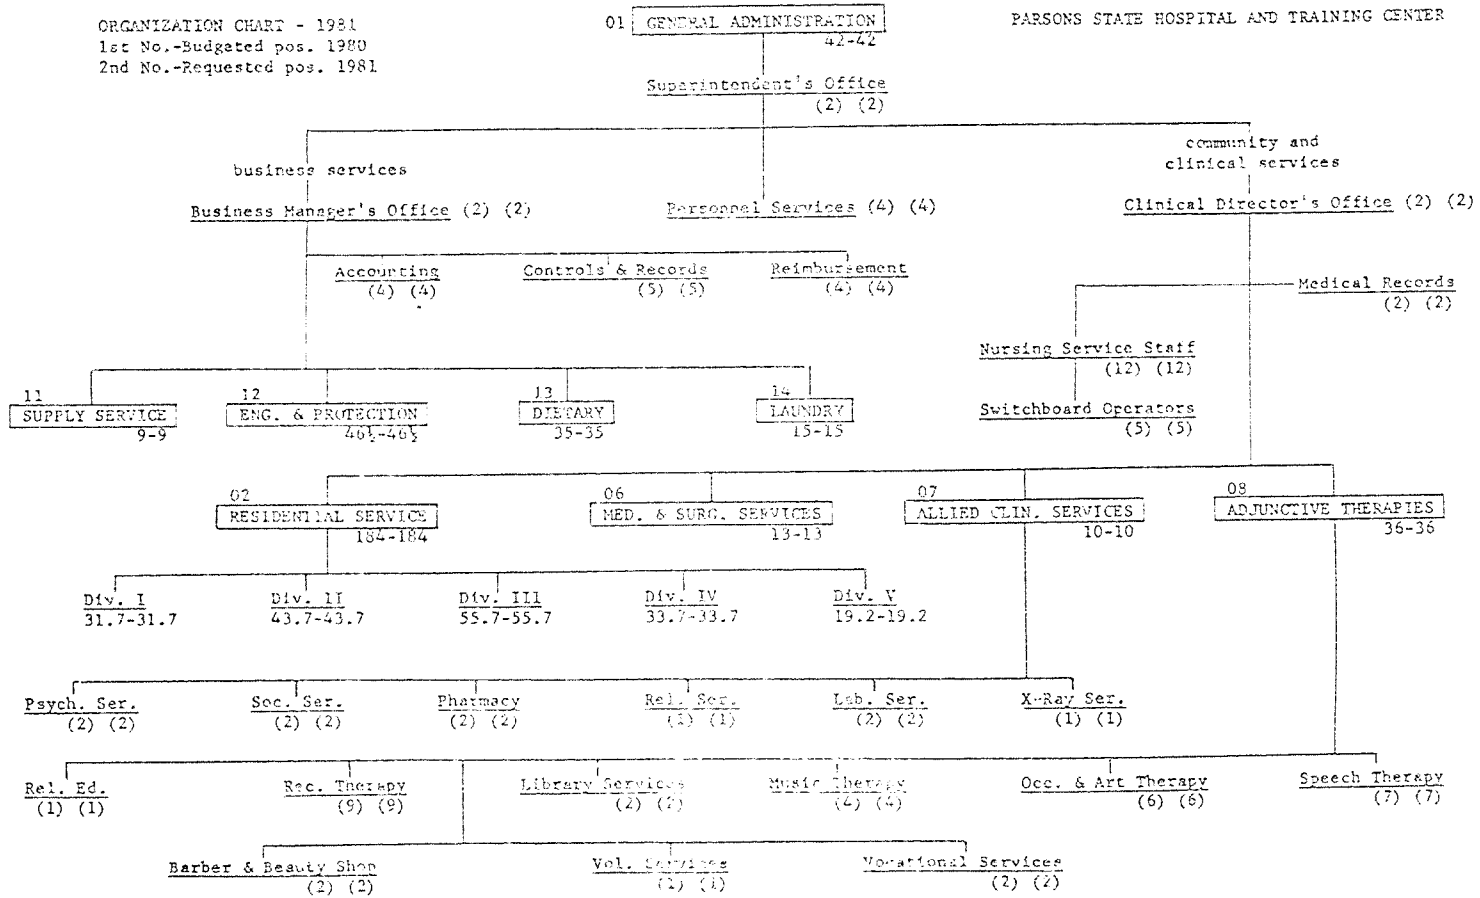 ORGANIZATION CHART - 1981
1st No.-Budgeted pos. 1980
2nd No.-Requested pos. 1981
01 GENERAL ADMINISTRATION
42-42
PARSONS STATE HOSPITAL AND TRAINING CENTER
Superintendent's Office
(2) (2)
business services
community and
clinical services
Business Manager's Office (2) (2)
Personnel Services (4) (4)
Clinical Director's Office (2) (2)
Accounting
(4) (4)
Controls & Records
(5) (5)
Reimbursement
(4) (4)
Medical Records
(2) (2)
Nursing Service Staff
(12) (12)
Switchboard Operators
(5) (5)
11
SUPPLY SERVICE
9-9
12
ENG. & PROTECTION
46½-46½
13
DIETARY
35-35
14
LAUNDRY
15-15
02
RESIDENTIAL SERVICE
184-184
06
MED. & SURG. SERVICES
13-13
07
ALLIED CLIN. SERVICES
10-10
08
ADJUNCTIVE THERAPIES
36-36
Div. I
31.7-31.7
Div. II
43.7-43.7
Div. III
55.7-55.7
Div. IV
33.7-33.7
Div. V
19.2-19.2
Psych. Ser.
(2) (2)
Soc. Ser.
(2) (2)
Pharmacy
(2) (2)
Rel. Ser.
(1) (1)
Lab. Ser.
(2) (2)
X-Ray Ser.
(1) (1)
Rel. Ed.
(1) (1)
Rec. Therapy
(9) (9)
Library Services
(2) (2)
Music Therapy
(4) (4)
Occ. & Art Therapy
(6) (6)
Speech Therapy
(7) (7)
Barber & Beauty Shop
(2) (2)
Vol. Services
(1) (1)
Vocational Services
(2) (2)